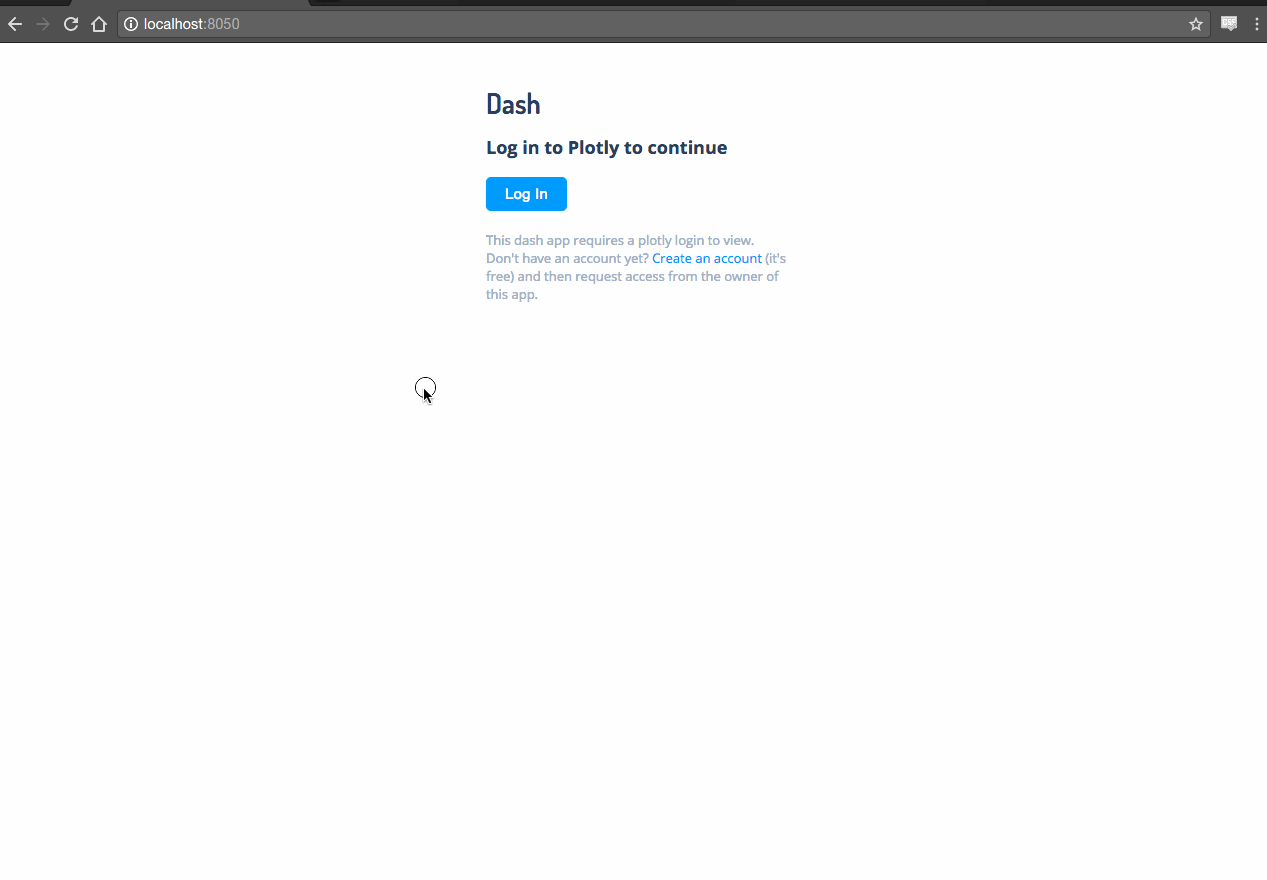 localhost:8050
Dash
Log in to Plotly to continue
Log In
This dash app requires a plotly login to view.
Don't have an account yet? Create an account (it's
free) and then request access from the owner of
this app.